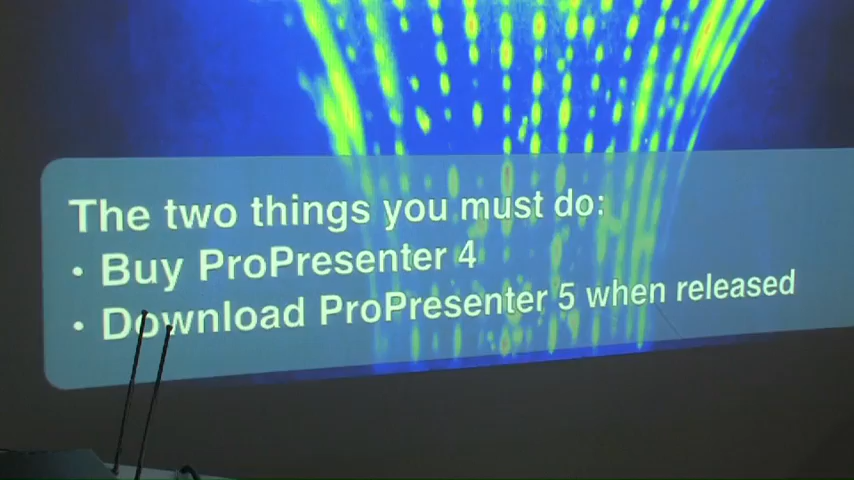 The two things you must do:
• Buy ProPresenter 4
• Download ProPresenter 5 when released